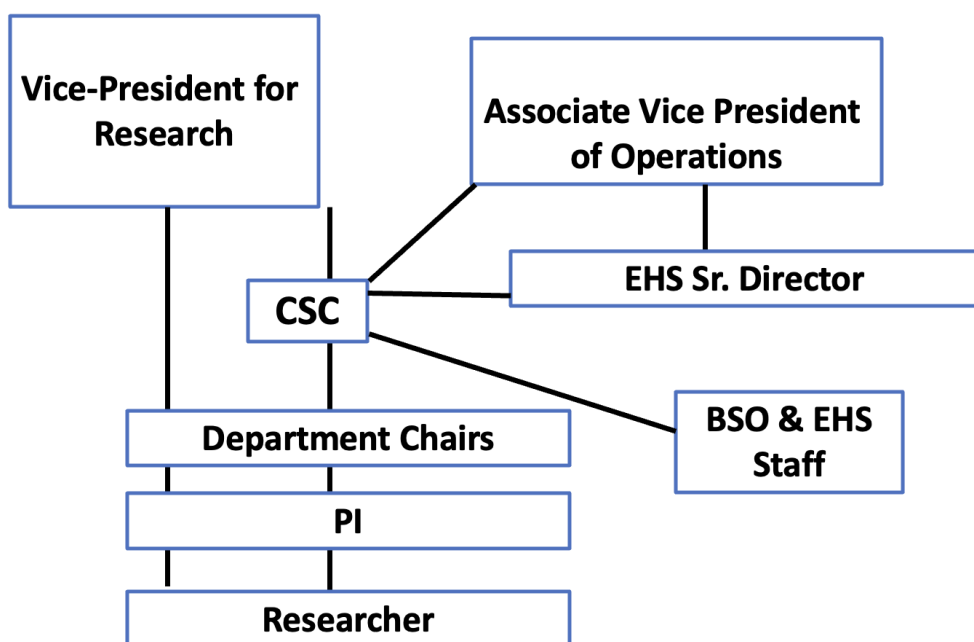 Vice-President for
Research
Associate Vice President
of Operations
EHS Sr. Director
CSC
BSO & EHS
Staff
Department Chairs
PI
Researcher